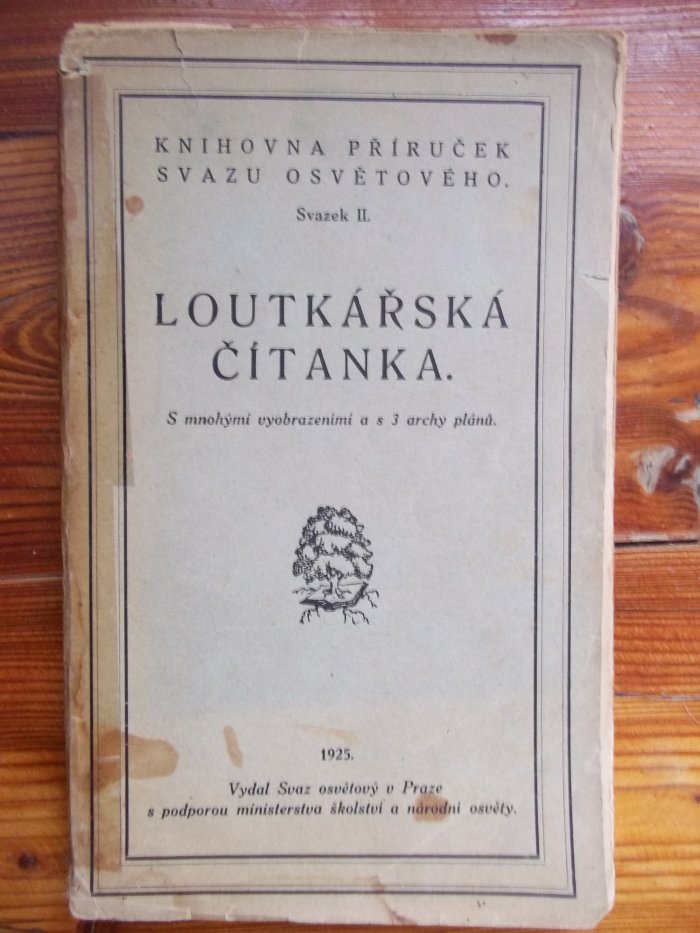 KNIHOVNA PŘÍRUČEK
SVAZU OSVĚTOVÉHO.
Svazek II.
LOUTKÁŘSKÁ
ČÍTANKA.
S mnohými vyobrazeními a s 3 archy plánů.
1925.
Vydal Svaz osvětový v Praze
s podporou ministerstva školství a národní osvěty.